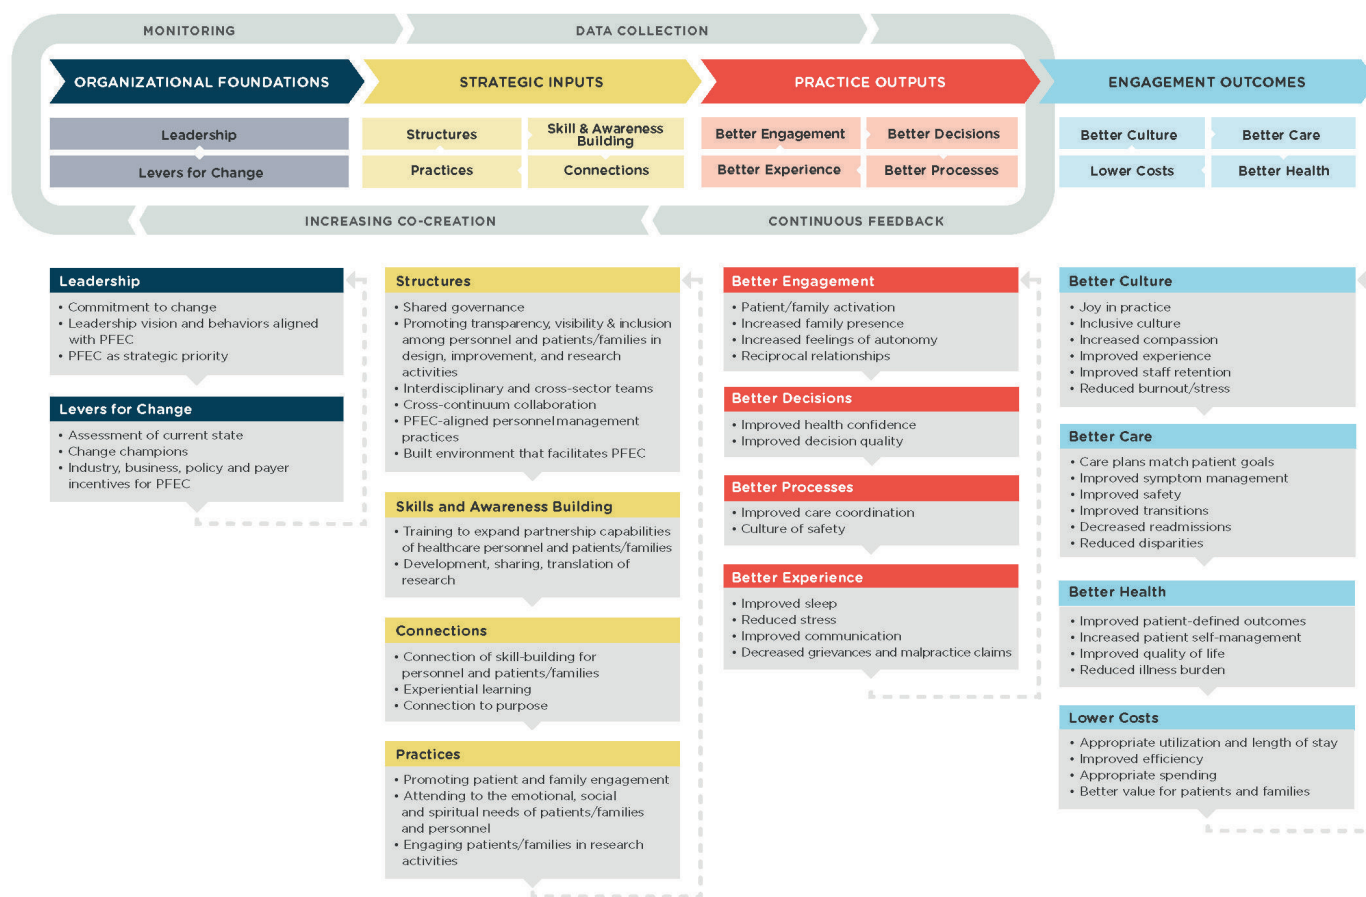 MONITORING
DATA COLLECTION
ORGANIZATIONAL FOUNDATIONS
STRATEGIC INPUTS
PRACTICE OUTPUTS
ENGAGEMENT OUTCOMES
Leadership
Levers for Change
Structures
Skill & Awareness
Building
Practices
Connections
Better Engagement
Better Decisions
Better Experience
Better Processes
Better Culture
Better Care
Lower Costs
Better Health
INCREASING CO-CREATION
CONTINUOUS FEEDBACK
Leadership
• Commitment to change
• Leadership vision and behaviors aligned
with PFEC
• PFEC as strategic priority
Levers for Change
• Assessment of current state
• Change champions
• Industry, business, policy and payer
incentives for PFEC
Structures
• Shared governance
• Promoting transparency, visibility & inclusion
among personnel and patients/families in
design, improvement, and research
activities
• Interdisciplinary and cross-sector teams
• Cross-continuum collaboration
• PFEC-aligned personnel management
practices
• Built environment that facilitates PFEC
Skills and Awareness Building
• Training to expand partnership capabilities
of healthcare personnel and patients/families
• Development, sharing, translation of
research
Connections
• Connection of skill-building for
personnel and patients/families
• Experiential learning
• Connection to purpose
Practices
• Promoting patient and family engagement
• Attending to the emotional, social
and spiritual needs of patients/families
and personnel
• Engaging patients/families in research
activities
Better Engagement
• Patient/family activation
• Increased family presence
• Increased feelings of autonomy
• Reciprocal relationships
Better Decisions
• Improved health confidence
• Improved decision quality
Better Processes
• Improved care coordination
• Culture of safety
Better Experience
• Improved sleep
• Reduced stress
• Improved communication
• Decreased grievances and malpractice claims
Better Culture
• Joy in practice
• Inclusive culture
• Increased compassion
• Improved experience
• Improved staff retention
• Reduced burnout/stress
Better Care
• Care plans match patient goals
• Improved symptom management
• Improved safety
• Improved transitions
• Decreased readmissions
• Reduced disparities
Better Health
• Improved patient-defined outcomes
• Increased patient self-management
• Improved quality of life
• Reduced illness burden
Lower Costs
• Appropriate utilization and length of stay
• Improved efficiency
• Appropriate spending
• Better value for patients and families